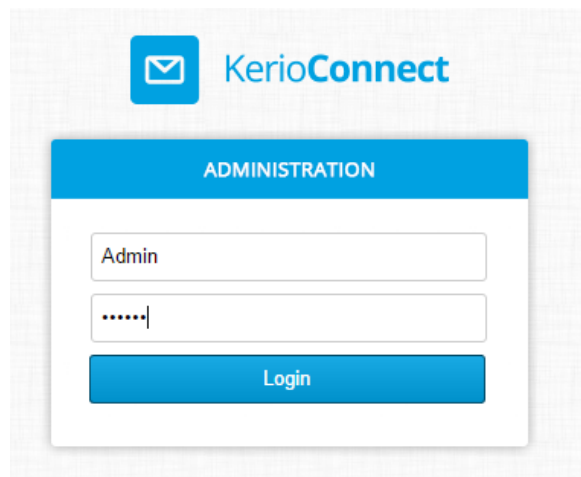 KerioConnect
ADMINISTRATION
Admin
••••••
Login